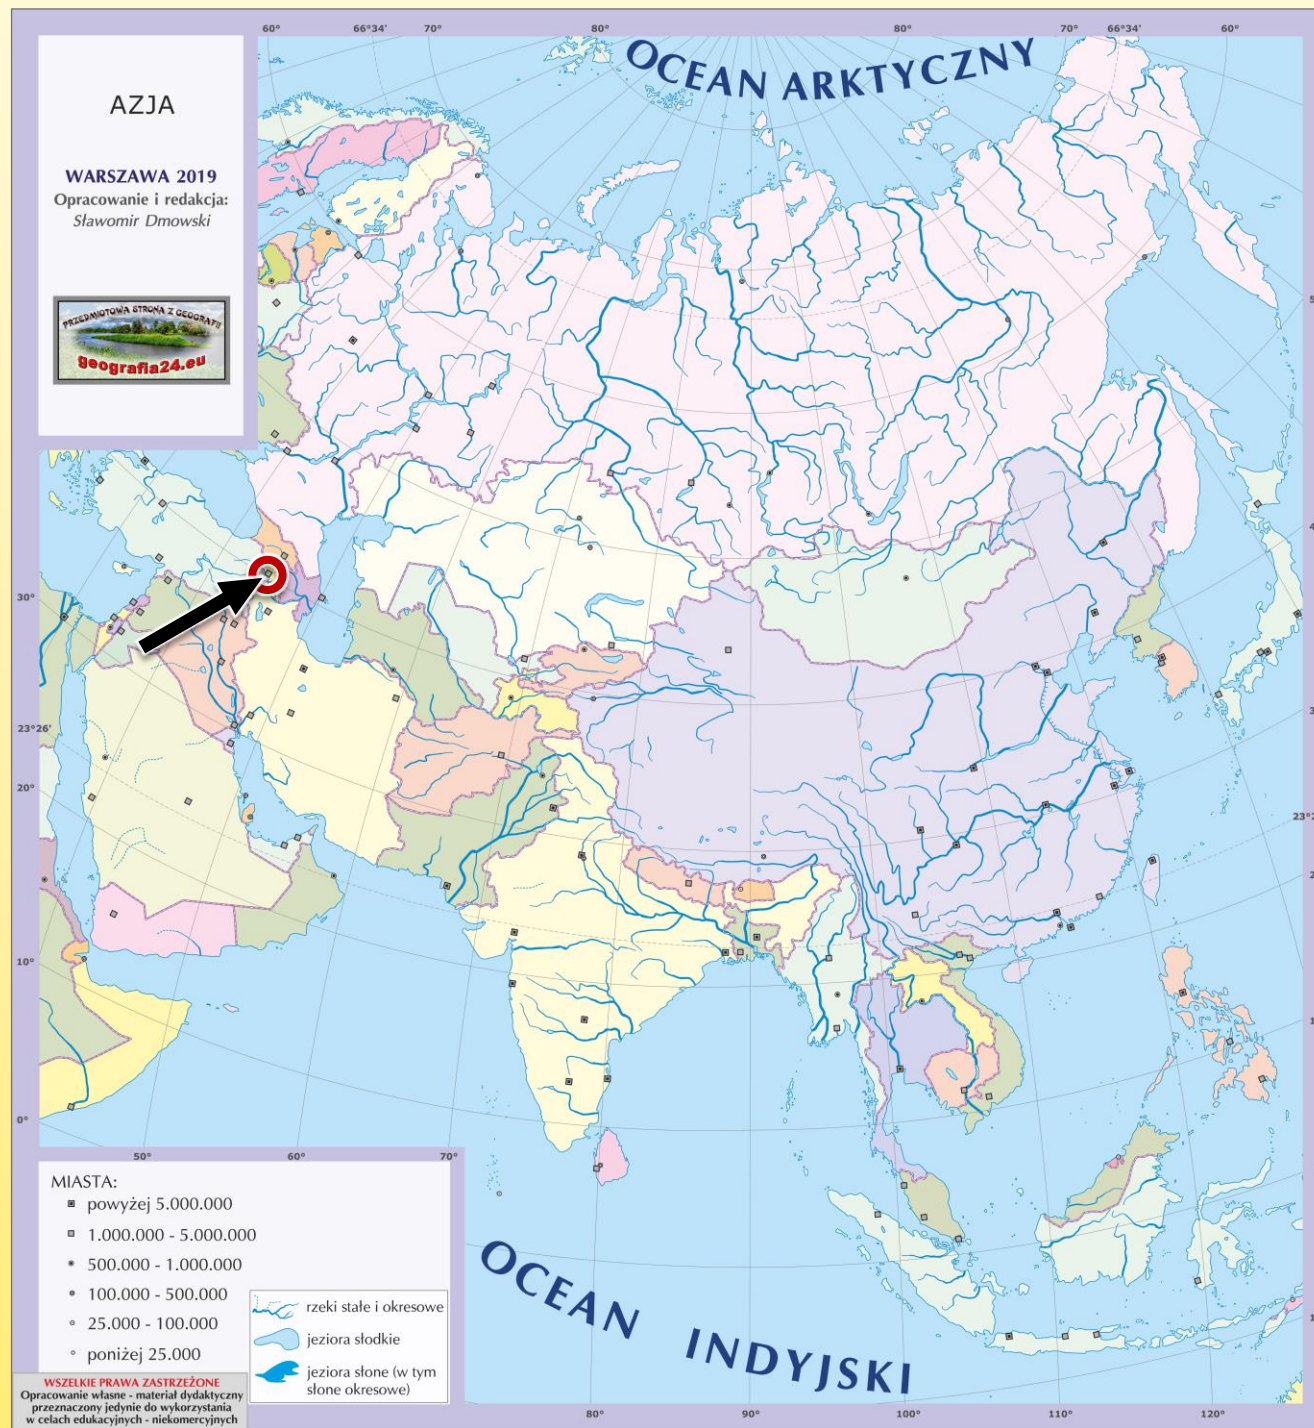 60°
66°34'
70°
80°
80°
70°
66°34'
60°
AZJA
WARSZAWA 2019
Opracowanie i redakcja:
Sławomir Dmowski
PRZEDMIOTOWA STRONA Z GEOGRAFII
geografia24.eu
OCEAN ARKTYCZNY
30°
23°26'
20°
10°
0°
50°
60°
70°
MIASTA:
powyżej 5.000.000
1.000.000 - 5.000.000
500.000 - 1.000.000
100.000 - 500.000
25.000 - 100.000
poniżej 25.000
rzeki stałe i okresowe
jeziora słodkie
jeziora słone (w tym
słone okresowe)
WSZELKIE PRAWA ZASTRZEŻONE
Opracowanie własne - materiał dydaktyczny
przeznaczony jedynie do wykorzystania
w celach edukacyjnych - niekomercyjnych
OCEAN INDYJSKI
80°
90°
100°
110°
120°